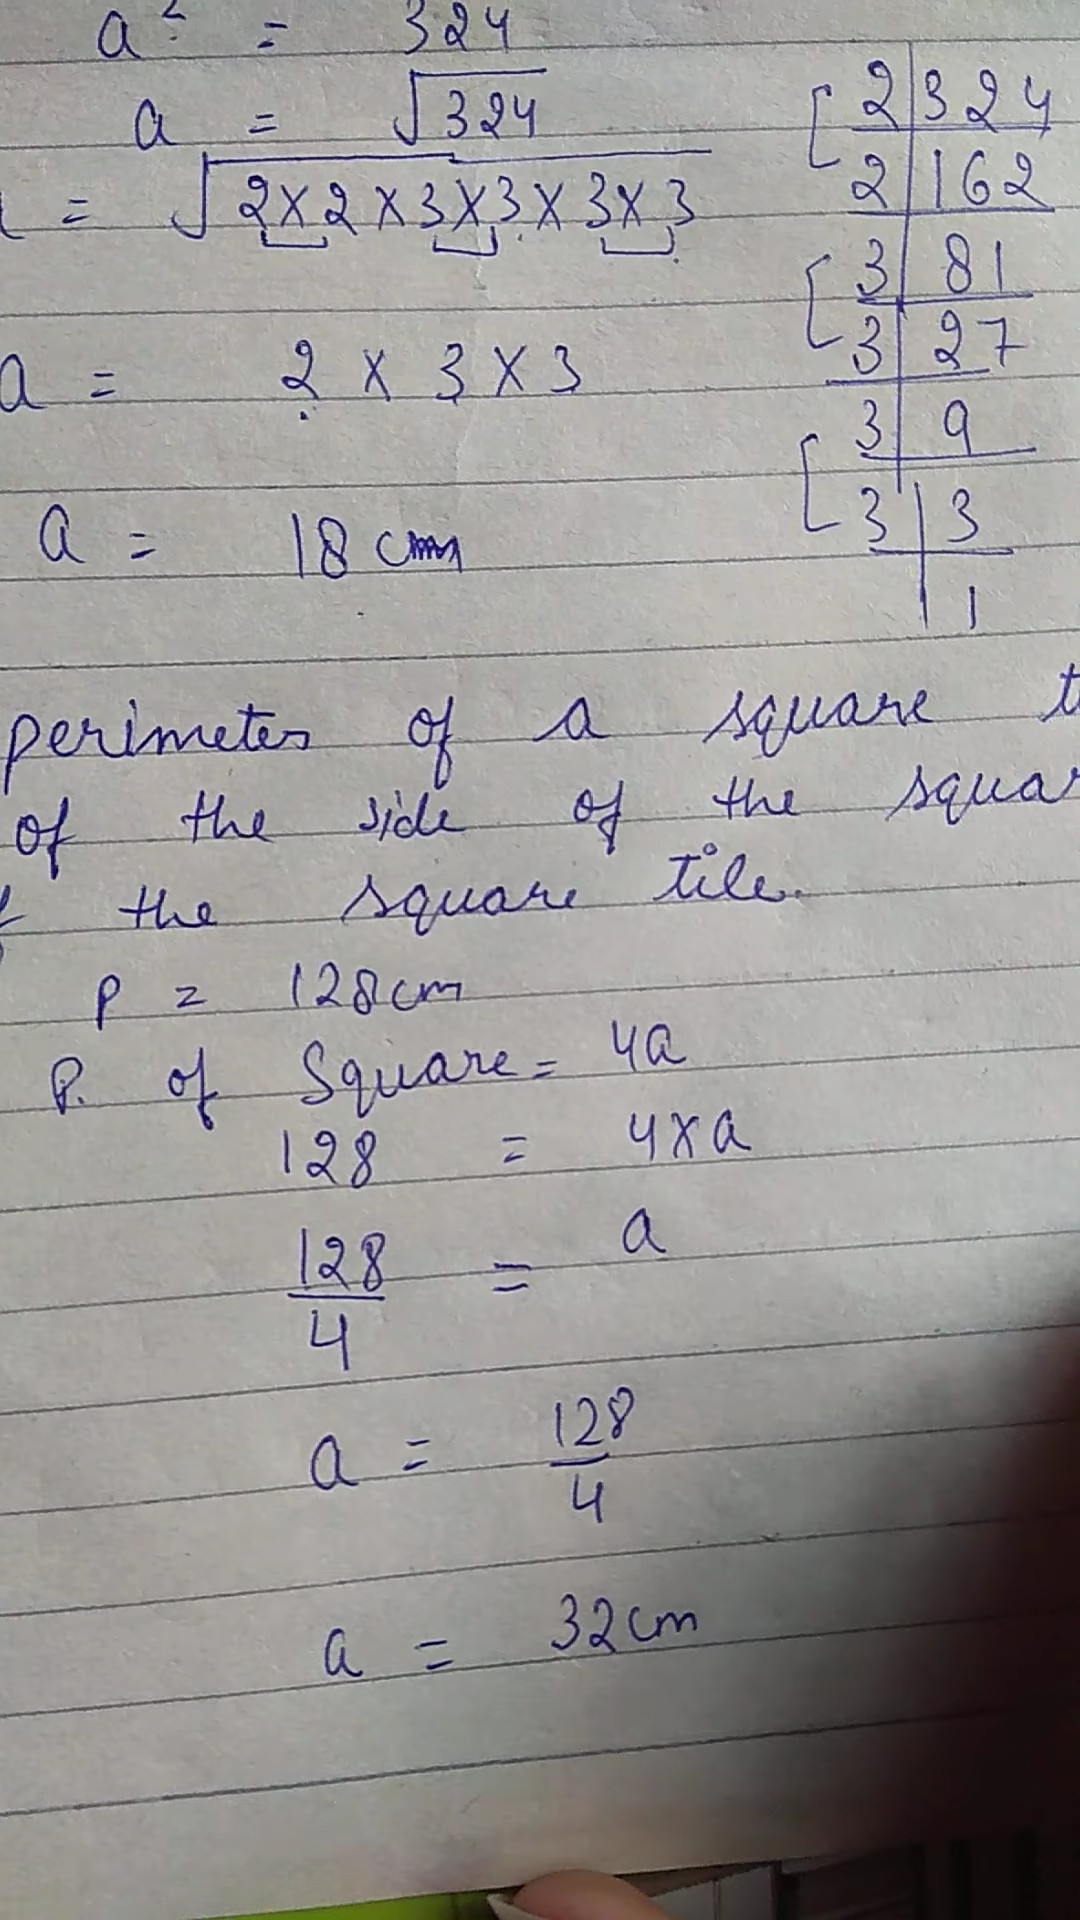 a² = 324
a = √324
= √2×2×3×3×3×3
a = 2 × 3 × 3
a = 18 cm
2 | 324
2 | 162
3 | 81
3 | 27
3 | 9
3 | 3
1
perimeter of a square
of the side of the
the square tile.
P = 128cm
P. of Square = 4a
128 = 4×a
128/4 = a
a = 128/4
a = 32cm